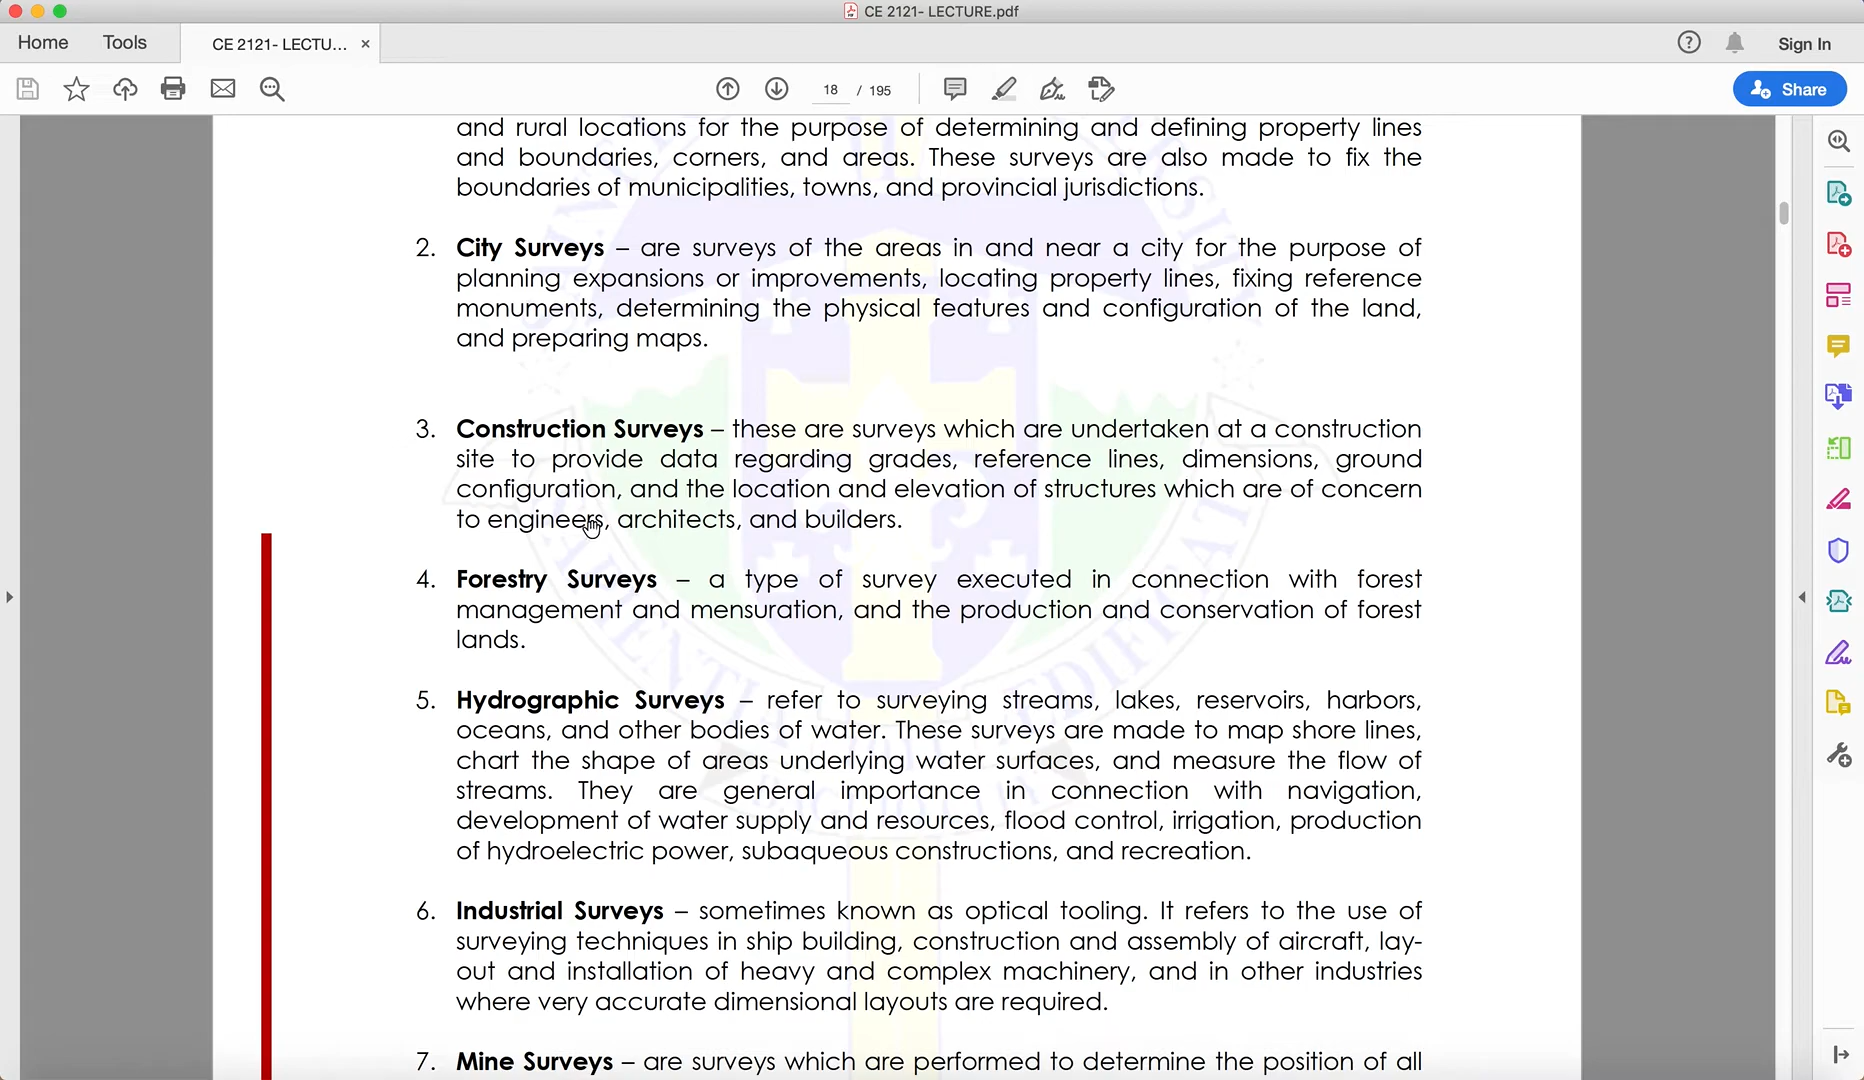 CE 2121- LECTURE.pdf
Home
Tools
CE 2121- LECTU... ×
Sign In
18 / 195
Share
and rural locations for the purpose of determining and defining property lines
and boundaries, corners, and areas. These surveys are also made to fix the
boundaries of municipalities, towns, and provincial jurisdictions.
2. City Surveys – are surveys of the areas in and near a city for the purpose of
planning expansions or improvements, locating property lines, fixing reference
monuments, determining the physical features and configuration of the land,
and preparing maps.
3. Construction Surveys – these are surveys which are undertaken at a construction
site to provide data regarding grades, reference lines, dimensions, ground
configuration, and the location and elevation of structures which are of concern
to engineers, architects, and builders.
4. Forestry Surveys – a type of survey executed in connection with forest
management and mensuration, and the production and conservation of forest
lands.
5. Hydrographic Surveys – refer to surveying streams, lakes, reservoirs, harbors,
oceans, and other bodies of water. These surveys are made to map shore lines,
chart the shape of areas underlying water surfaces, and measure the flow of
streams. They are general importance in connection with navigation,
development of water supply and resources, flood control, irrigation, production
of hydroelectric power, subaqueous constructions, and recreation.
6. Industrial Surveys – sometimes known as optical tooling. It refers to the use of
surveying techniques in ship building, construction and assembly of aircraft, lay-
out and installation of heavy and complex machinery, and in other industries
where very accurate dimensional layouts are required.
7. Mine Surveys – are surveys which are performed to determine the position of all